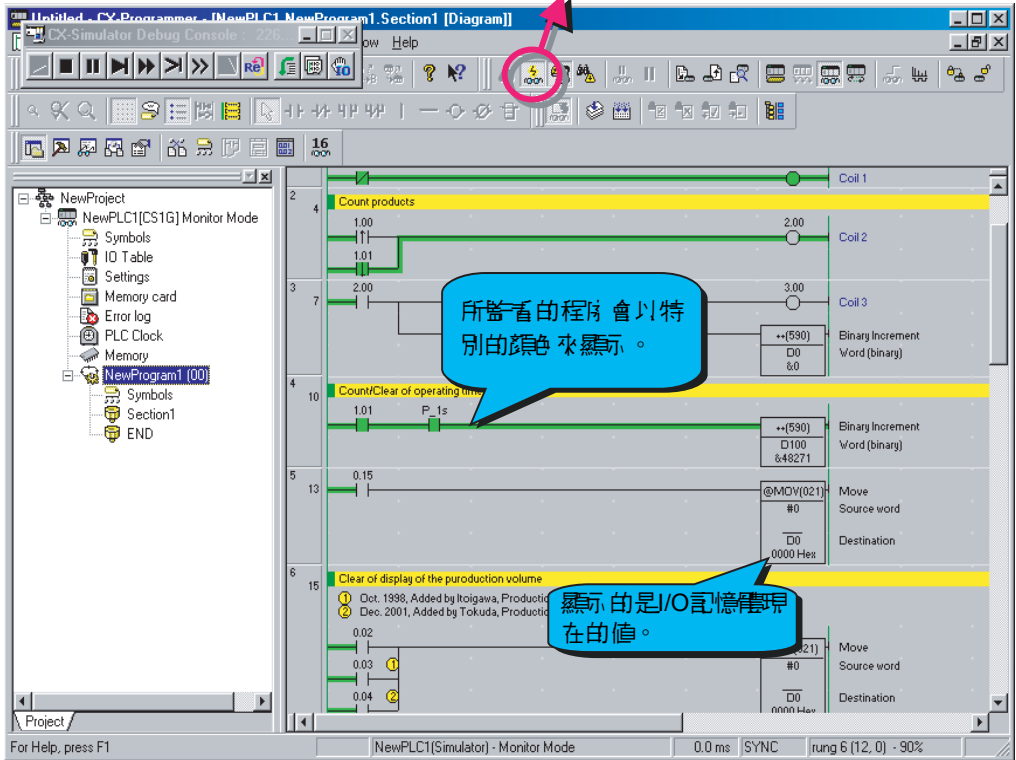 Untitled - CX-Programmer - [NewPLC1.NewProgram1.Section1 [Diagram]]
CX-Simulator Debug Console : 226...
ow Help
16
NewProject
NewPLC1[CS1G] Monitor Mode
Symbols
IO Table
Settings
Memory card
Error log
PLC Clock
Memory
NewProgram1 (00)
Symbols
Section1
END
Project
Coil 1
2
4
Count products
1.00
2.00
Coil 2
1.01
3
7
2.00
3.00
Coil 3
++(590)
Binary Increment
D0
Word (binary)
&0
所監看的程序會以特
別的顏色來顯示。
4
10
Count/Clear of operating time
1.01
P_1s
++(590)
Binary Increment
D100
Word (binary)
&48271
5
13
0.15
@MOV(021)
Move
#0
Source word
D0
Destination
0000 Hex
6
15
Clear of display of the puroduction volume
1 Oct. 1998, Added by Itoigawa, Productio
2 Dec. 2001, Added by Tokuda, Productio
顯示的是I/O記憶體現
在的值。
0.02
021)
Move
0.03
1
#0
Source word
0.04
2
D0
Destination
0000 Hex
For Help, press F1
NewPLC1(Simulator) - Monitor Mode
0.0 ms
SYNC
rung 6 (12, 0) - 90%